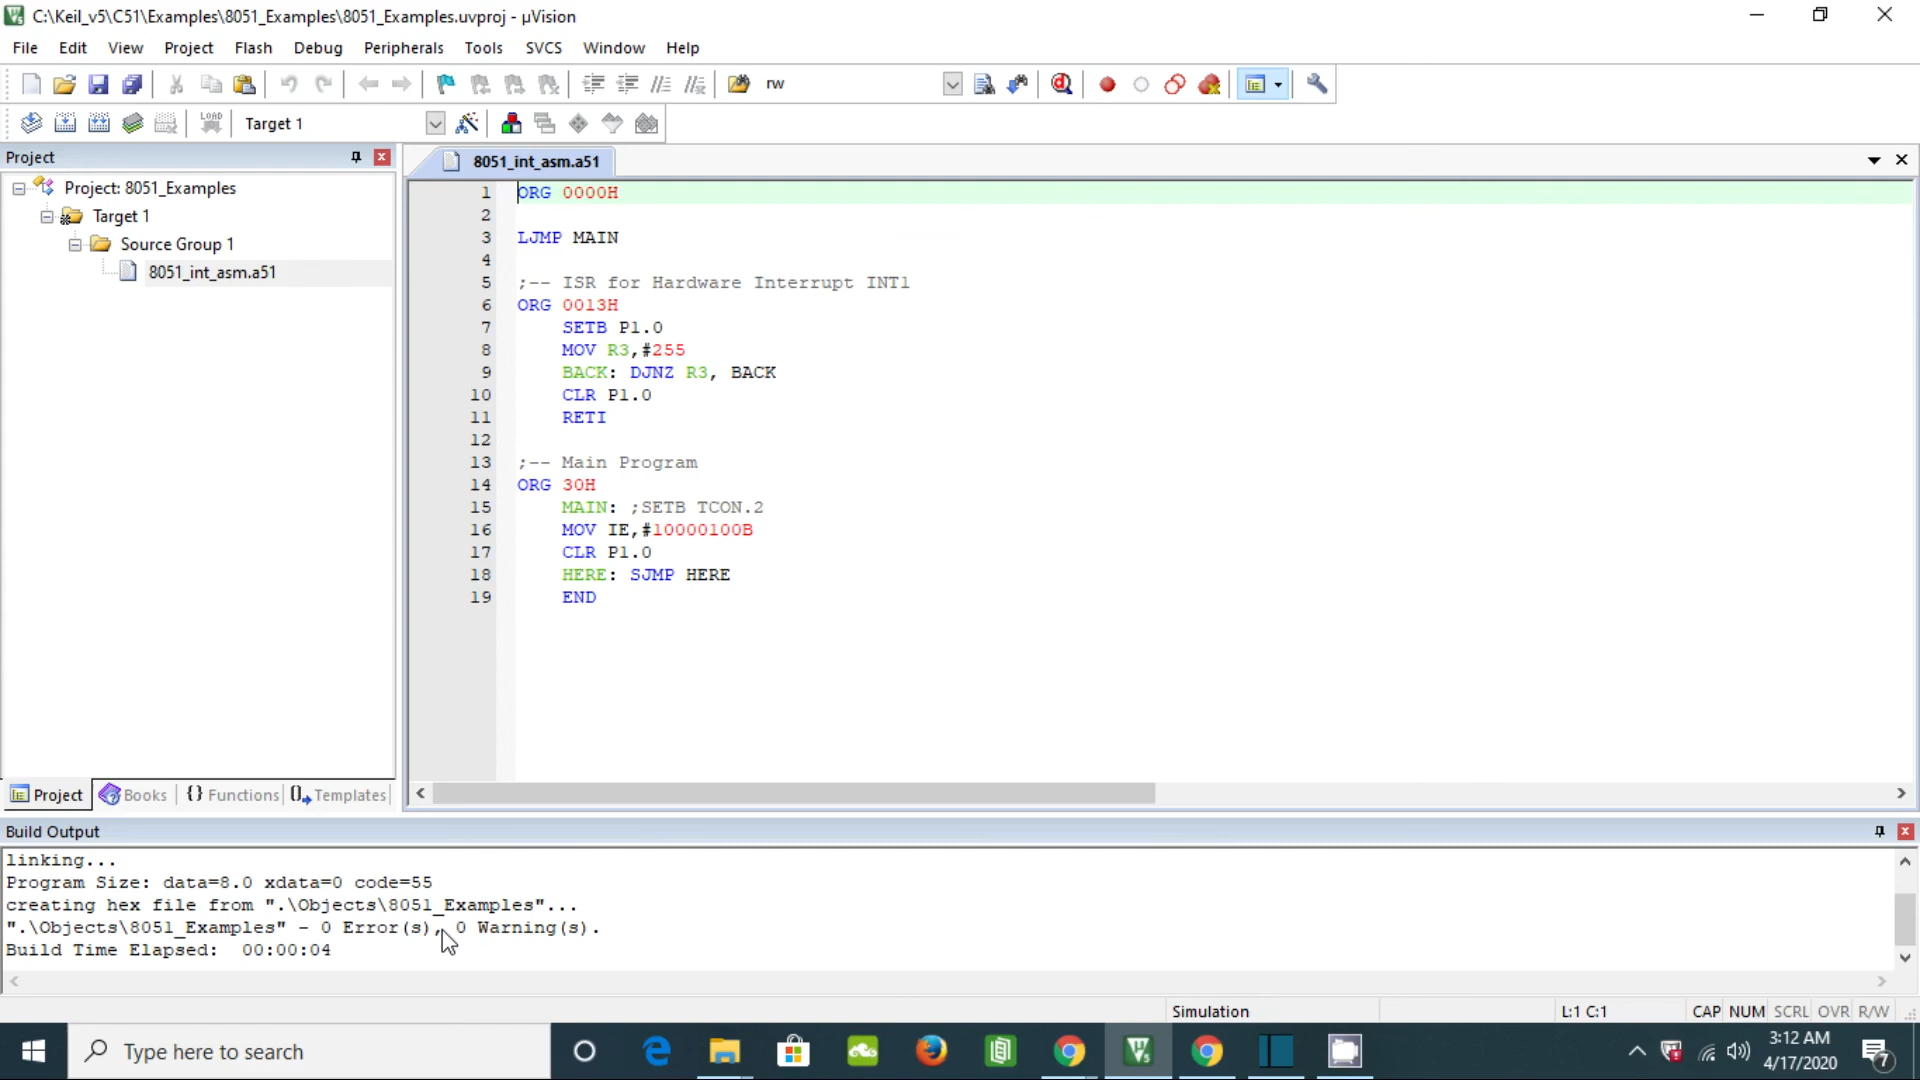 C:\Keil_v5\C51\Examples\8051_Examples\8051_Examples.uvproj - µVision
File Edit View Project Flash Debug Peripherals Tools SVCS Window Help
rw
LOAD Target 1
Project
8051_int_asm.a51
Project: 8051_Examples
Target 1
Source Group 1
8051_int_asm.a51
1 ORG 0000H
2
3 LJMP MAIN
4
5 ;-- ISR for Hardware Interrupt INT1
6 ORG 0013H
7 SETB P1.0
8 MOV R3,#255
9 BACK: DJNZ R3, BACK
10 CLR P1.0
11 RETI
12
13 ;-- Main Program
14 ORG 30H
15 MAIN: ;SETB TCON.2
16 MOV IE,#10000100B
17 CLR P1.0
18 HERE: SJMP HERE
19 END
Project Books {} Functions Templates
Build Output
linking...
Program Size: data=8.0 xdata=0 code=55
creating hex file from ".\Objects\8051_Examples"...
".\Objects\8051_Examples" - 0 Error(s), 0 Warning(s).
Build Time Elapsed:  00:00:04
Simulation L:1 C:1 CAP NUM SCRL OVR R/W
Type here to search
3:12 AM
4/17/2020
7